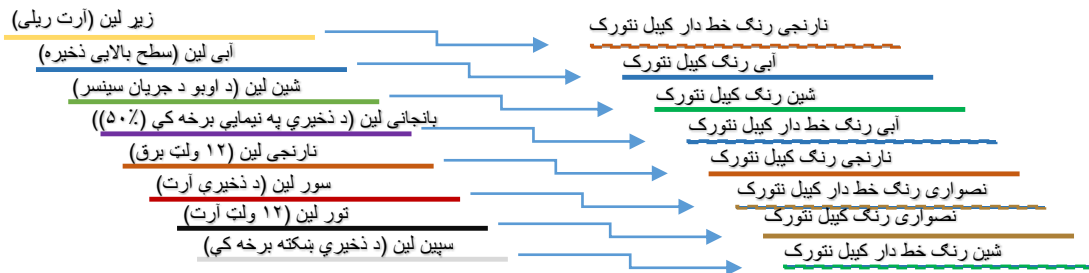 زیړ لین (آرت ریلی)
نارنجی رنگ خط دار کیبل نتورک
آبی لین (سطح بالایی ذخیره)
آبی رنگ کیبل نتورک
شین لین (د اوبو د جریان سینسر)
شین رنگ کیبل نتورک
بانجانی لین (د ذخیرې په نیمایي برخه کې (۵۰٪))
آبی رنگ خط دار کیبل نتورک
نارنجی لین (۱۲ ولټ برق)
نارنجی رنگ کیبل نتورک
سور لین (د ذخیرې آرت)
نصواری رنگ خط دار کیبل نتورک
تور لین (۱۲ ولټ آرت)
نصواری رنگ کیبل نتورک
سپین لین (د ذخیرې ښکته برخه کې)
شین رنگ خط دار کیبل نتورک